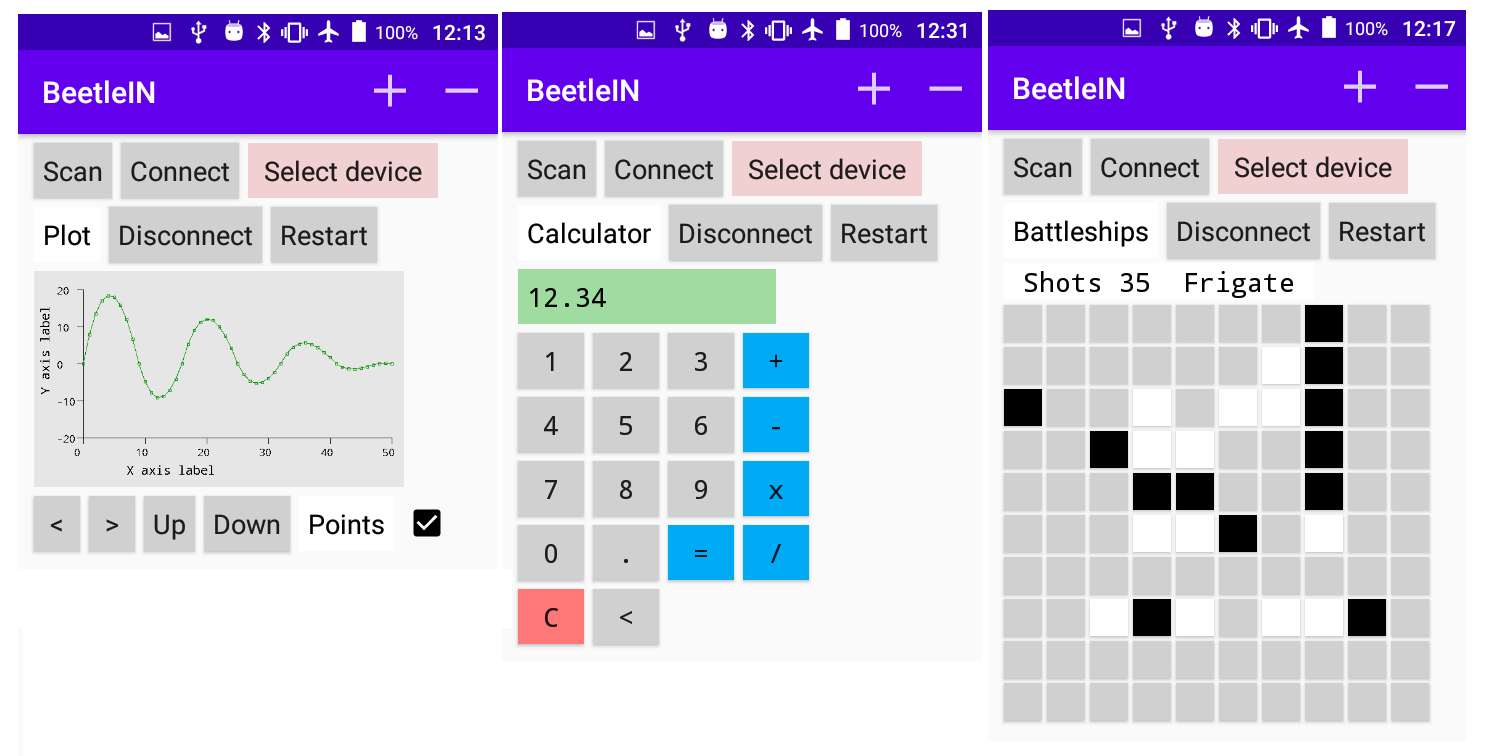 100% 12:13
BeetleIN + −
Scan Connect Select device
Plot Disconnect Restart
20
10
0
-10
-20
Y axis label
0 10 20 30 40 50
X axis label
< > Up Down Points
100% 12:31
BeetleIN + −
Scan Connect Select device
Calculator Disconnect Restart
12.34
1 2 3 +
4 5 6 -
7 8 9 x
0 . = /
C <
100% 12:17
BeetleIN + −
Scan Connect Select device
Battleships Disconnect Restart
Shots 35 Frigate